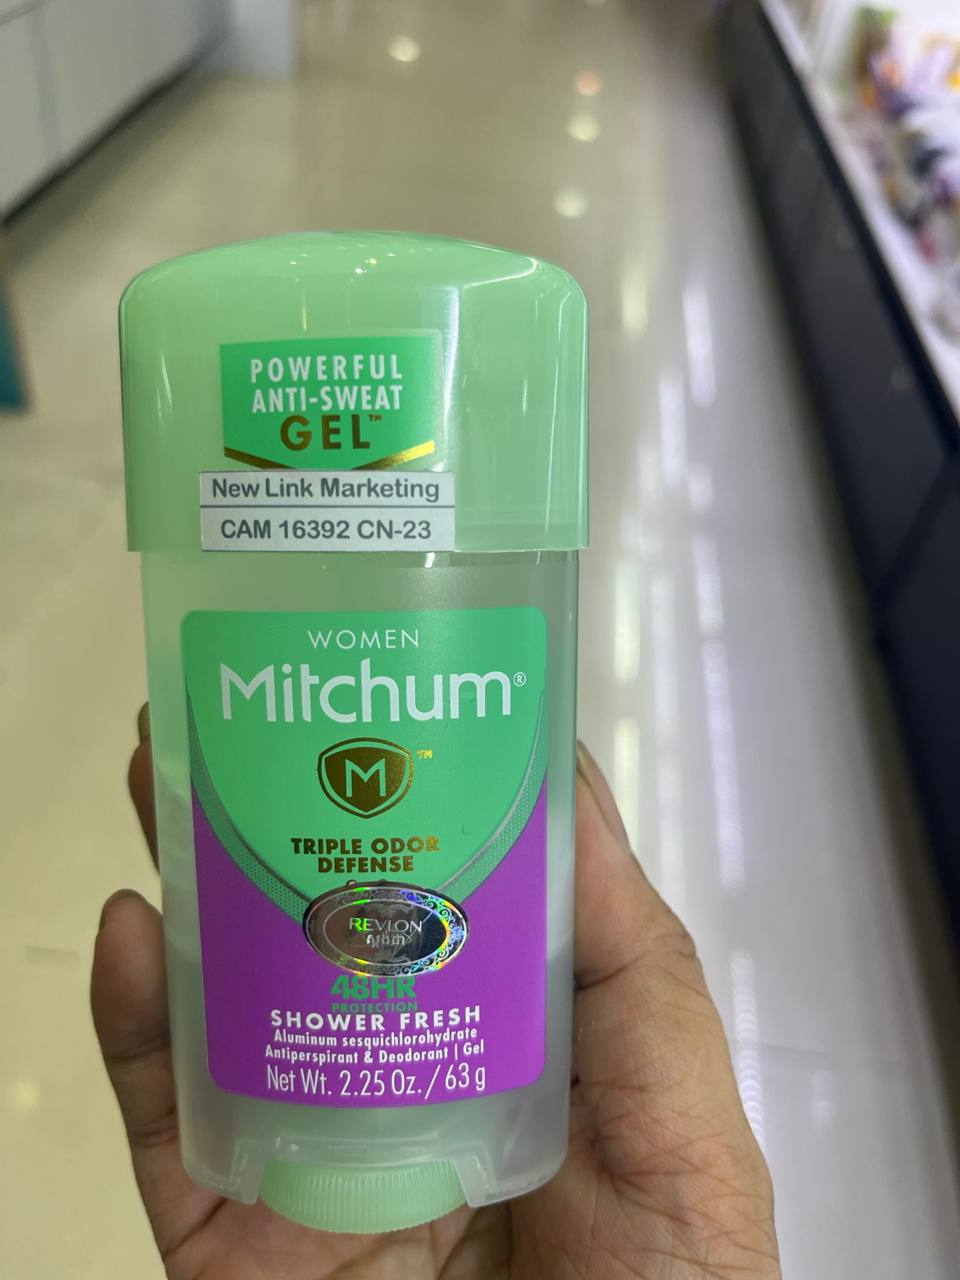 POWERFUL
ANTI-SWEAT
GEL™
New Link Marketing
CAM 16392 CN-23
WOMEN
Mitchum®
M™
TRIPLE ODOR
DEFENSE
REVLON
48HR
PROTECTION
SHOWER FRESH
Aluminum sesquichlorohydrate
Antiperspirant & Deodorant | Gel
Net Wt. 2.25 Oz. / 63 g